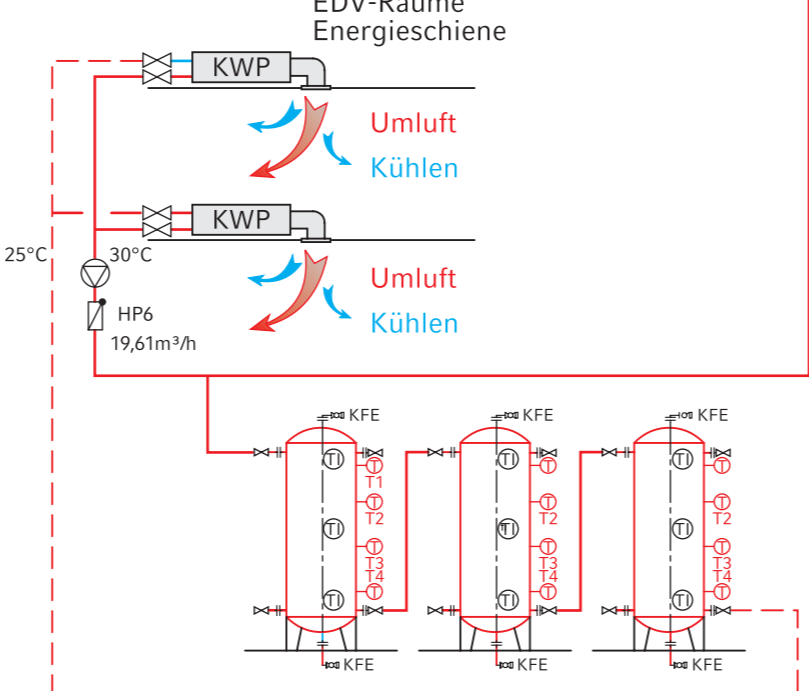 EDV-Räume
Energieschiene
KWP
Umluft
Kühlen
KWP
25°C
30°C
Umluft
Kühlen
HP6
19,61m³/h
KFE
KFE
KFE
TI
T
T1
TI
T
TI
T
T
T2
T
T2
T
T2
TI
TI
TI
T
T3
T4
T
T3
T4
T
T3
T4
TI
T
TI
T
TI
T
KFE
KFE
KFE